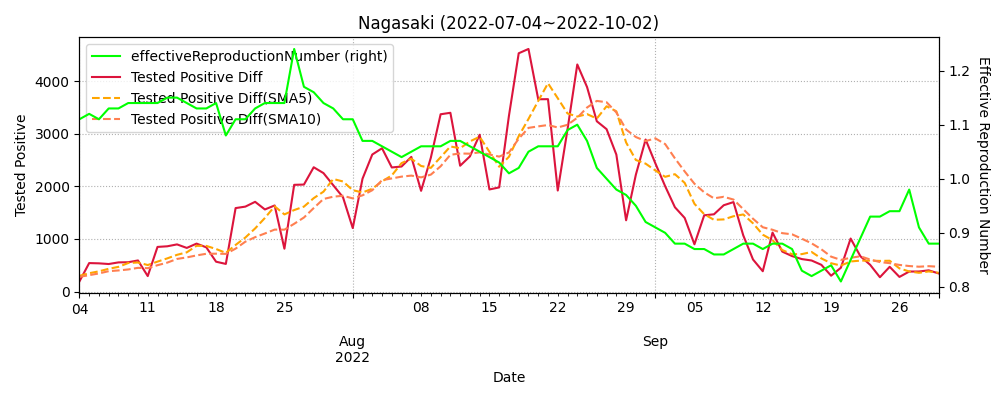 Nagasaki (2022-07-04~2022-10-02)
effectiveReproductionNumber (right)
Tested Positive Diff
Tested Positive Diff(SMA5)
Tested Positive Diff(SMA10)
Tested Positive
4000
3000
2000
1000
0
1.2
1.1
1.0
0.9
0.8
Effective Reproduction Number
04 11 18 25 08 15 22 29 05 12 19 26
Aug Sep
2022
Date